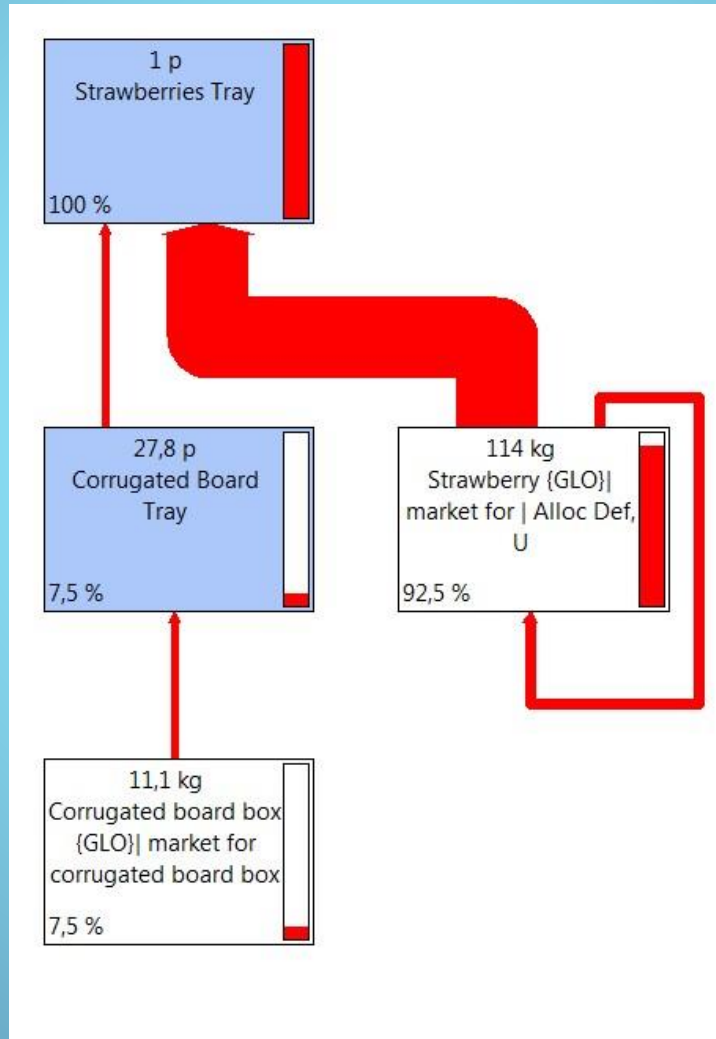 1 p
Strawberries Tray
100 %
27,8 p
Corrugated Board
Tray
7,5 %
114 kg
Strawberry {GLO}|
market for | Alloc Def,
U
92,5 %
11,1 kg
Corrugated board box
{GLO}| market for
corrugated board box
7,5 %